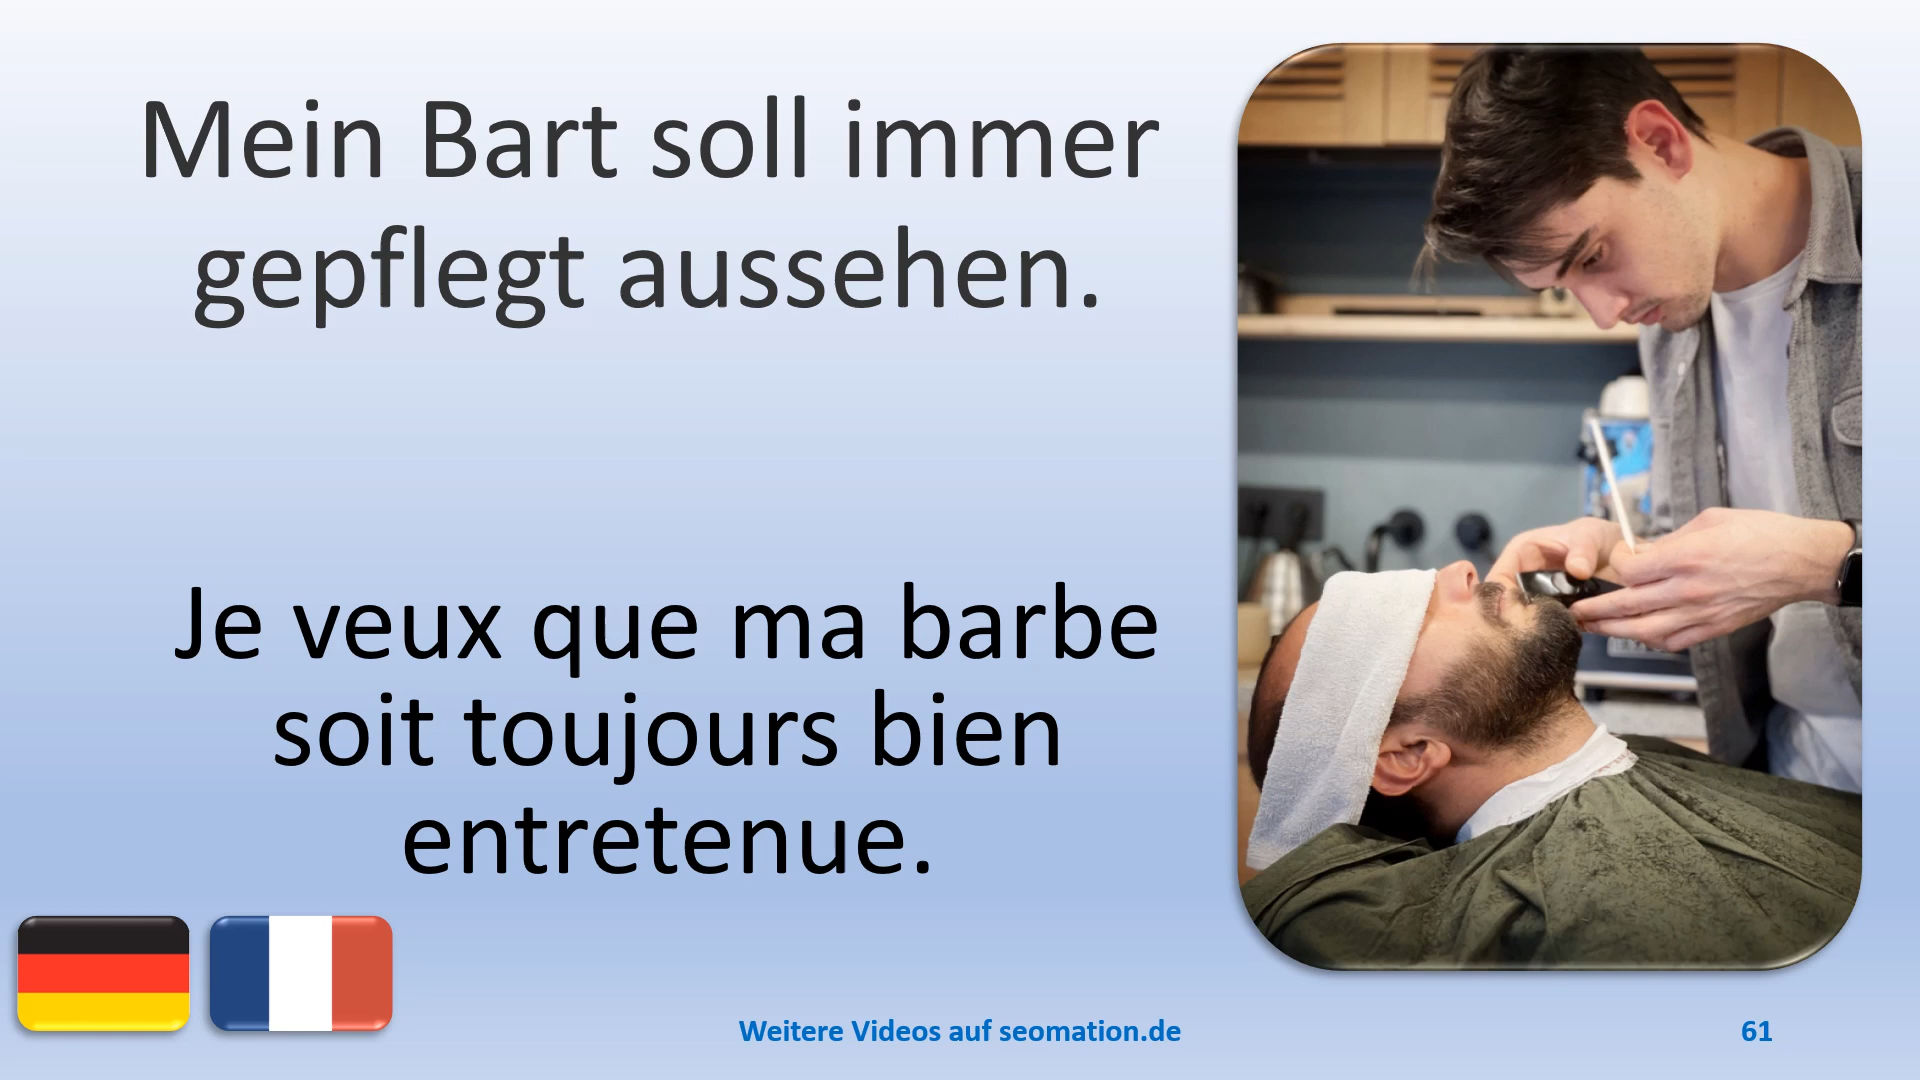 Mein Bart soll immer
gepflegt aussehen.
Je veux que ma barbe
soit toujours bien
entretenue.
Weitere Videos auf seomation.de
61